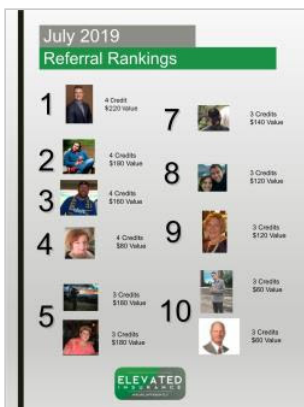 July 2019
Referral Rankings
1
4 Credit
$220 Value
2
4 Credits
$190 Value
3
4 Credits
$160 Value
4
4 Credits
$80 Value
5
3 Credits
$180 Value
3 Credits
$180 Value
7
3 Credits
$140 Value
8
3 Credits
$120 Value
9
3 Credits
$120 Value
10
3 Credits
$60 Value
3 Credits
$60 Value
ELEVATED
INSURANCE